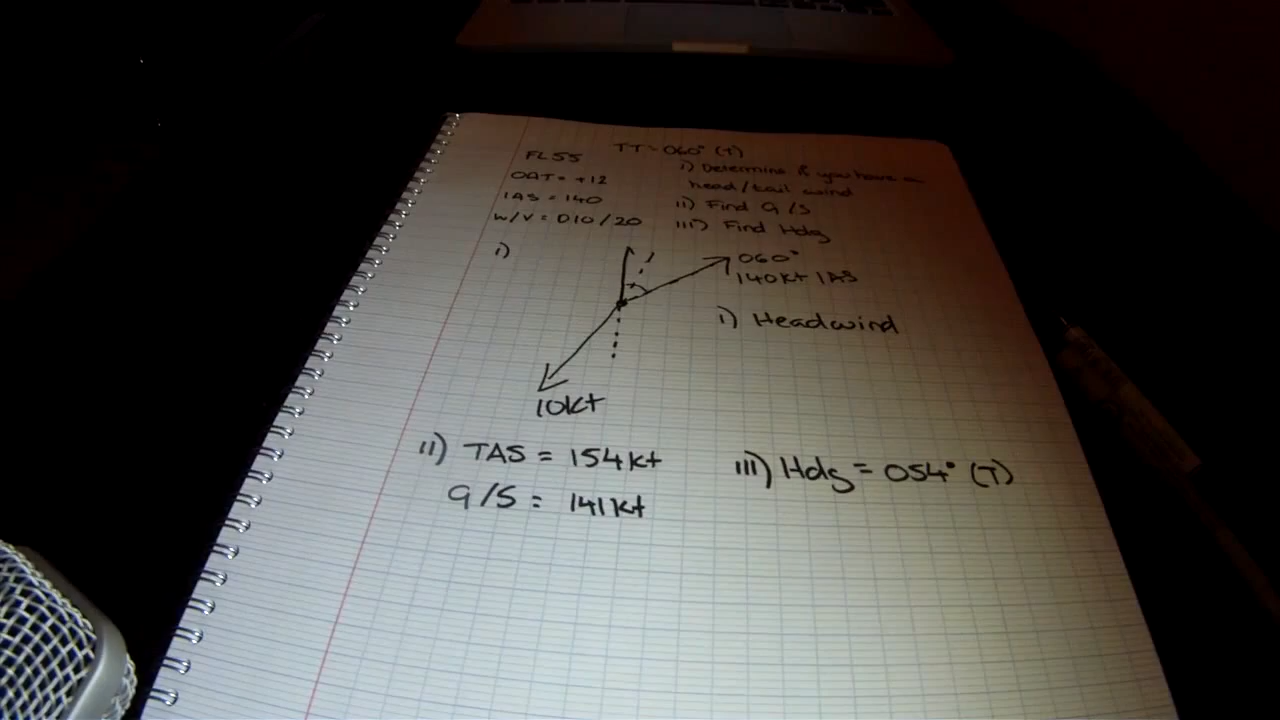 TT = 060° (T)
FL55
OAT = +12
IAS = 140
W/V = 010/20
i) Determine if you have a
head/tail wind
ii) Find G/S
iii) Find Hdg
i)
060°
140kt IAS
i) Headwind
10kt
ii) TAS = 154kt
G/S = 141kt
iii) Hdg = 054° (T)